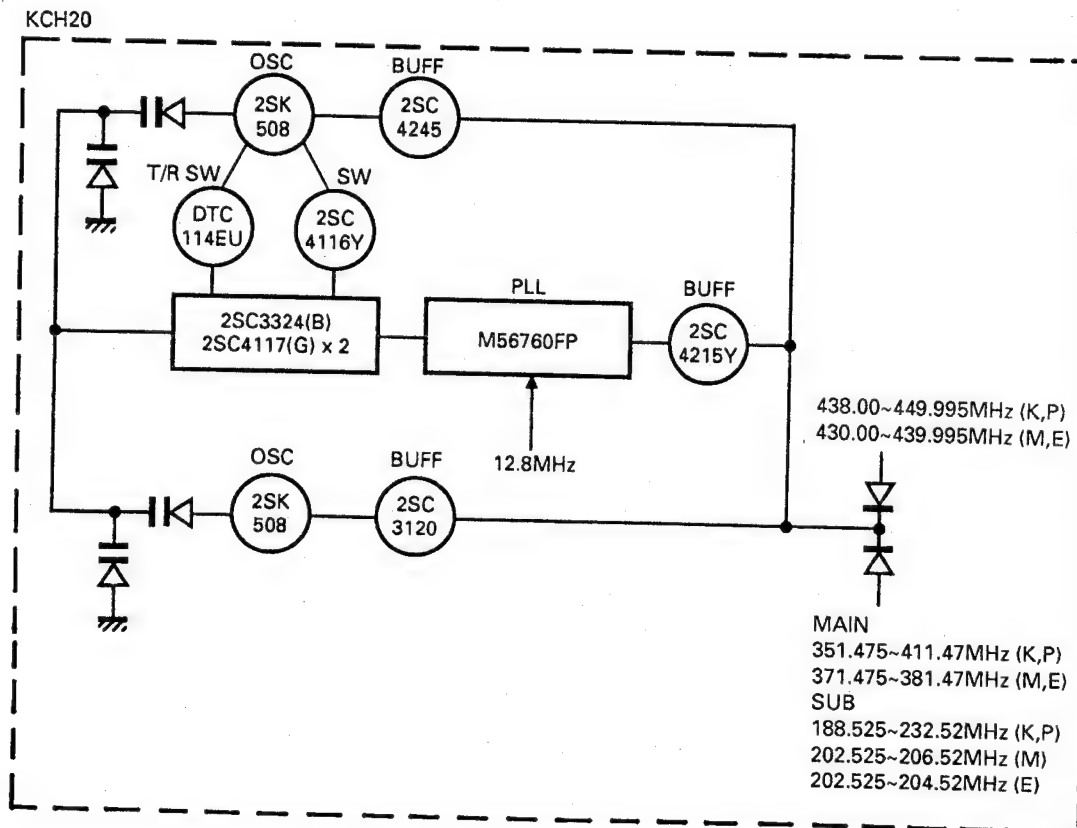 KCH20
OSC
2SK
508
BUFF
2SC
4245
T/R SW
DTC
114EU
SW
2SC
4116Y
2SC3324(B)
2SC4117(G) x 2
PLL
M56760FP
BUFF
2SC
4215Y
12.8MHz
438.00~449.995MHz (K,P)
430.00~439.995MHz (M,E)
OSC
2SK
508
BUFF
2SC
3120
MAIN
351.475~411.47MHz (K,P)
371.475~381.47MHz (M,E)
SUB
188.525~232.52MHz (K,P)
202.525~206.52MHz (M)
202.525~204.52MHz (E)